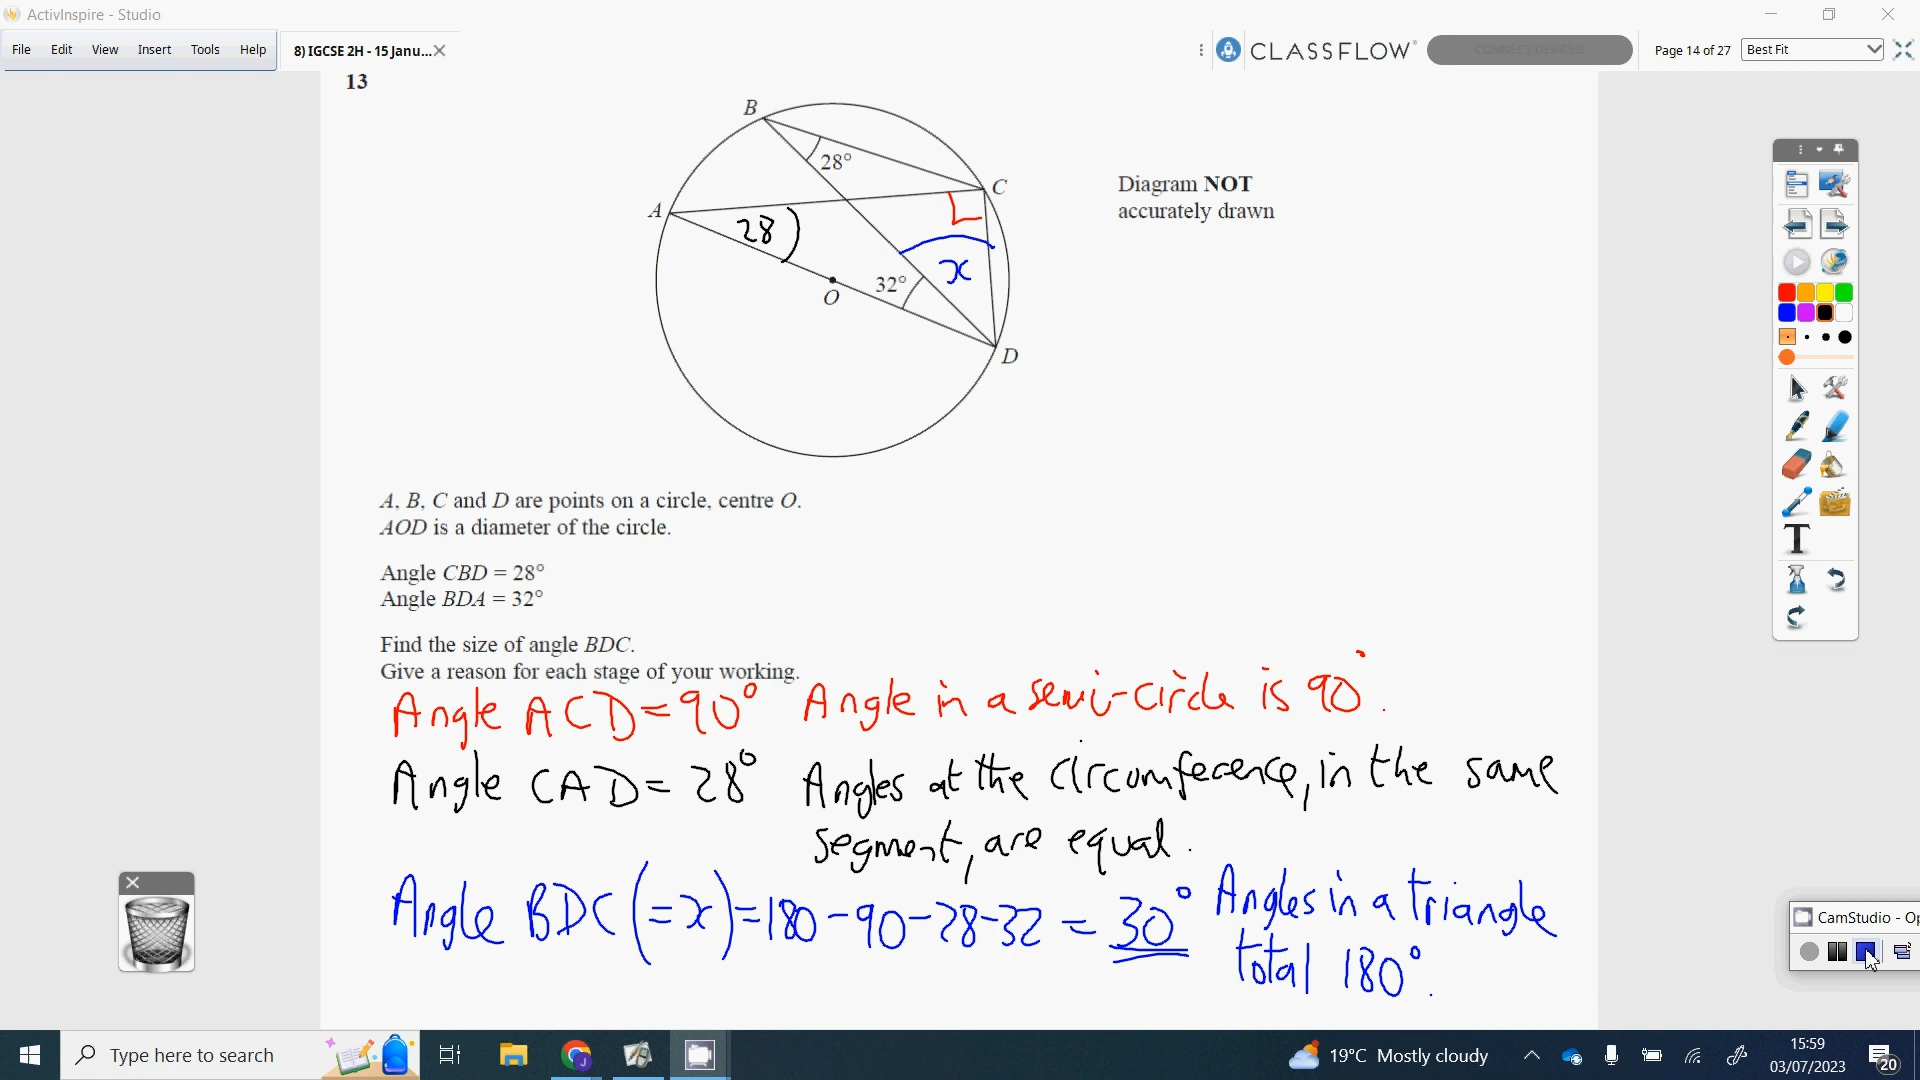 ActivInspire - Studio
File Edit View Insert Tools Help
8) IGCSE 2H - 15 Janu...
CLASSFLOW
CONNECT DEVICES
Page 14 of 27
Best Fit
13
B
28°
C
A
28
x
32°
O
D
Diagram NOT
accurately drawn
A, B, C and D are points on a circle, centre O.
AOD is a diameter of the circle.
Angle CBD = 28°
Angle BDA = 32°
Find the size of angle BDC.
Give a reason for each stage of your working.
Angle ACD = 90° Angle in a semi-circle is 90°.
Angle CAD = 28° Angles at the circumference, in the same
segment, are equal.
Angle BDC (=x) = 180-90-28-32 = 30° Angles in a triangle
total 180°.
T
CamStudio - Op
Type here to search
19°C Mostly cloudy
15:59
03/07/2023
20